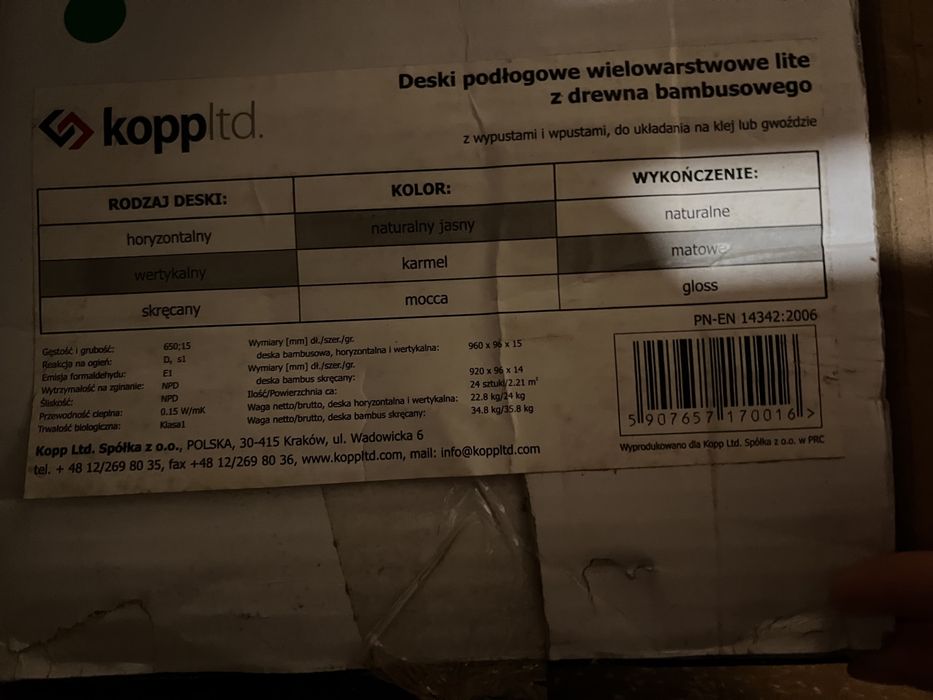 koppltd.
Deski podłogowe wielowarstwowe lite
z drewna bambusowego
z wypustami i wpustami, do układania na klej lub gwoździe
RODZAJ DESKI:
horyzontalny
wertykalny
skręcany
KOLOR:
naturalny jasny
karmel
mocca
WYKOŃCZENIE:
naturalne
matowe
gloss
PN-EN 14342:2006
Gęstość i grubość: 650;15
Reakcja na ogień: D, s1
Emisja formaldehydu: E1
Wytrzymałość na zginanie: NPD
Śliskość: NPD
Przewodność cieplna: 0.15 W/mK
Trwałość biologiczna: Klasa1
Wymiary [mm] dł./szer./gr.
deska bambusowa, horyzontalna i wertykalna: 960 x 96 x 15
Wymiary [mm] dł./szer./gr.
deska bambus skręcany: 920 x 96 x 14
Ilość/Powierzchnia ca: 24 sztuki/2.21 m²
Waga netto/brutto, deska horyzontalna i wertykalna: 22.8 kg/24 kg
Waga netto/brutto, deska bambus skręcany: 34.8 kg/35.8 kg
5 907657 170016 >
Wyprodukowano dla Kopp Ltd. Spółka z o.o. w PRC
Kopp Ltd. Spółka z o.o., POLSKA, 30-415 Kraków, ul. Wadowicka 6
tel. + 48 12/269 80 35, fax +48 12/269 80 36, www.koppltd.com, mail: info@koppltd.com